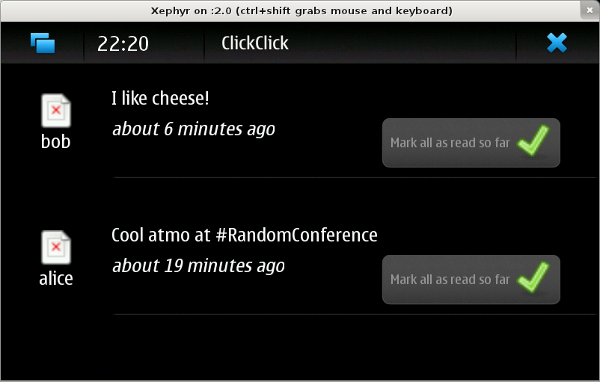 Xephyr on :2.0 (ctrl+shift grabs mouse and keyboard)
22:20 ClickClick
I like cheese!
about 6 minutes ago
bob
Mark all as read so far
Cool atmo at #RandomConference
about 19 minutes ago
alice
Mark all as read so far